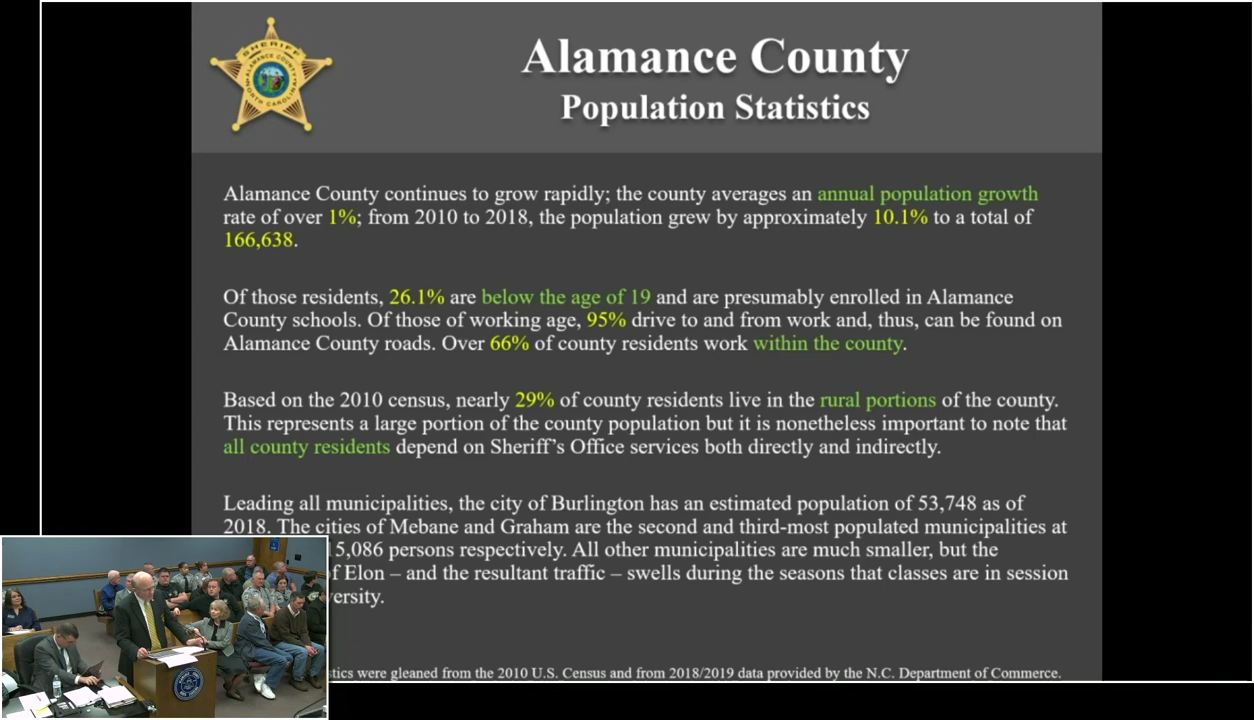 SHERIFF
ALAMANCE COUNTY
NORTH CAROLINA
Alamance County
Population Statistics
Alamance County continues to grow rapidly; the county averages an annual population growth
rate of over 1%; from 2010 to 2018, the population grew by approximately 10.1% to a total of
166,638.
Of those residents, 26.1% are below the age of 19 and are presumably enrolled in Alamance
County schools. Of those of working age, 95% drive to and from work and, thus, can be found on
Alamance County roads. Over 66% of county residents work within the county.
Based on the 2010 census, nearly 29% of county residents live in the rural portions of the county.
This represents a large portion of the county population but it is nonetheless important to note that
all county residents depend on Sheriff's Office services both directly and indirectly.
Leading all municipalities, the city of Burlington has an estimated population of 53,748 as of
2018. The cities of Mebane and Graham are the second and third-most populated municipalities at
15,086 persons respectively. All other municipalities are much smaller, but the
of Elon – and the resultant traffic – swells during the seasons that classes are in session
were gleaned from the 2010 U.S. Census and from 2018/2019 data provided by the N.C. Department of Commerce.